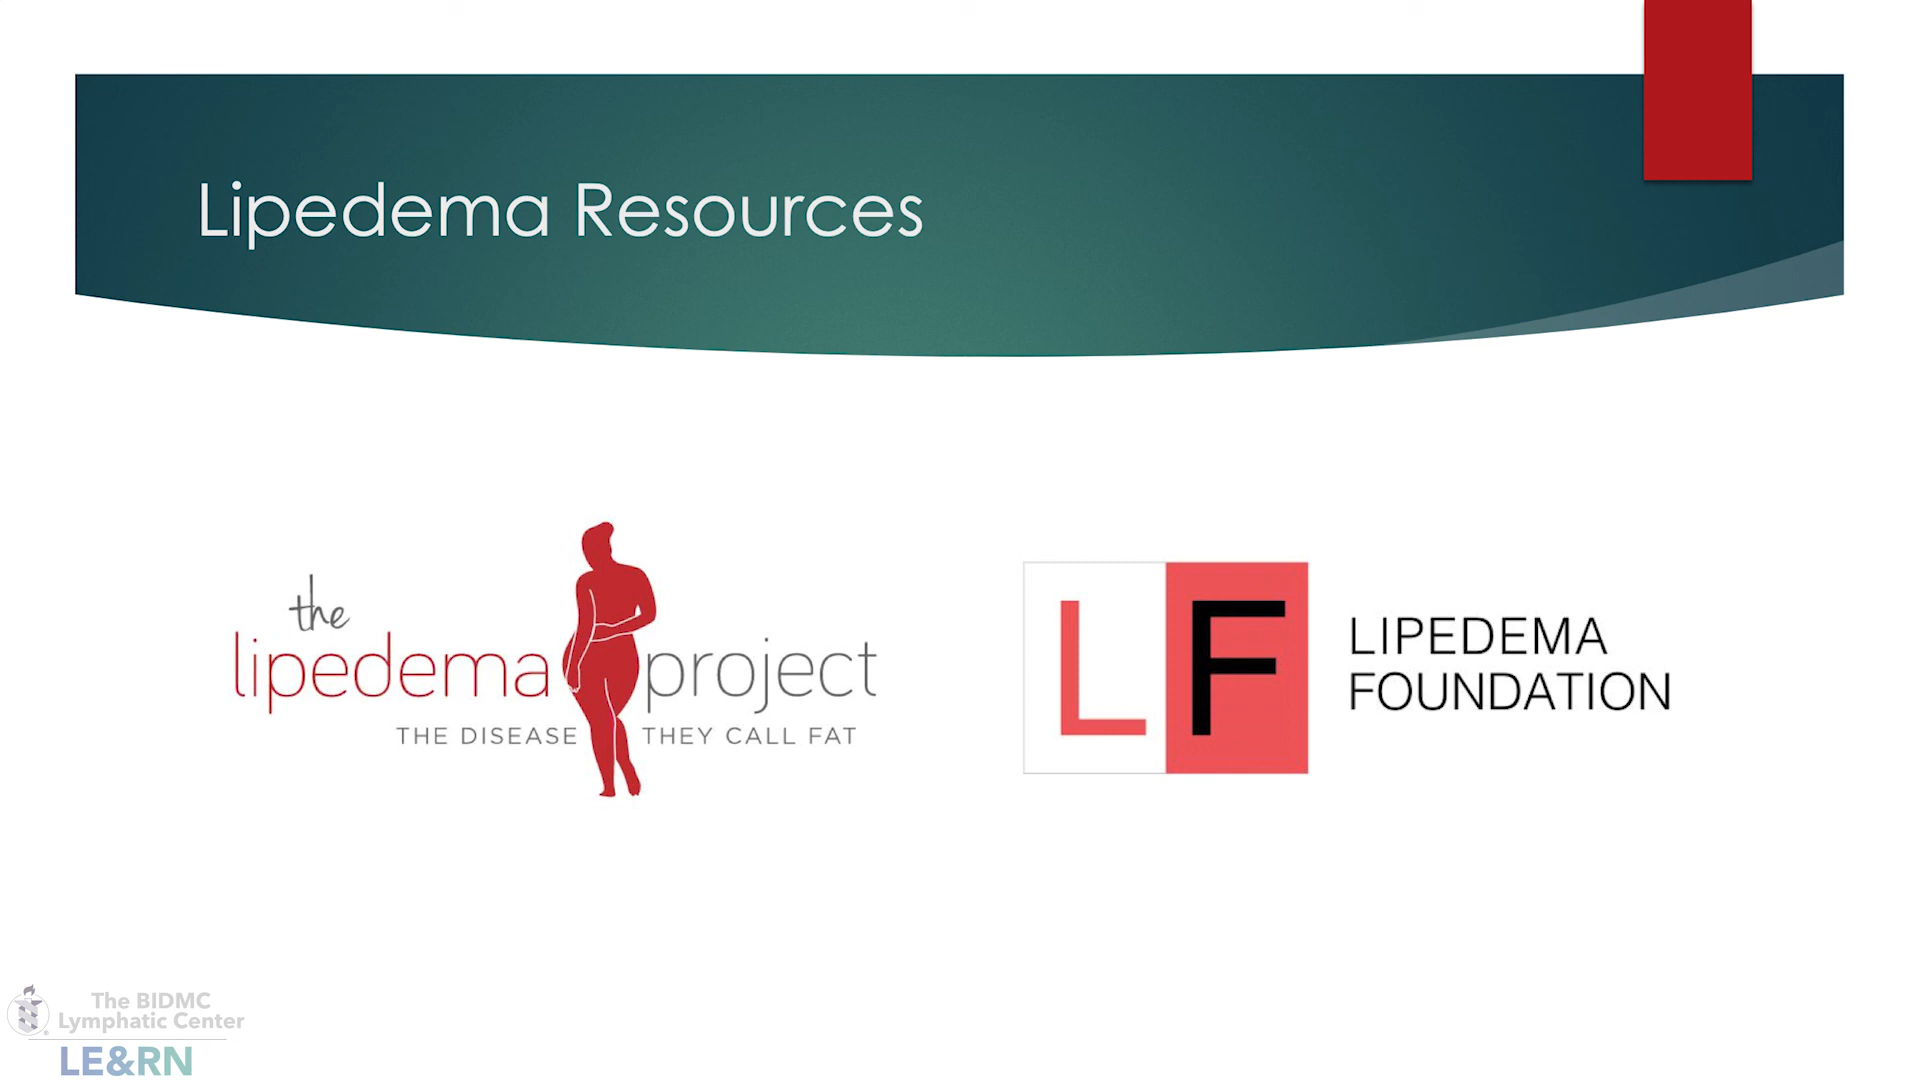 Lipedema Resources
the
lipedema project
THE DISEASE THEY CALL FAT
LF
LIPEDEMA
FOUNDATION
The BIDMC
Lymphatic Center
LE&RN